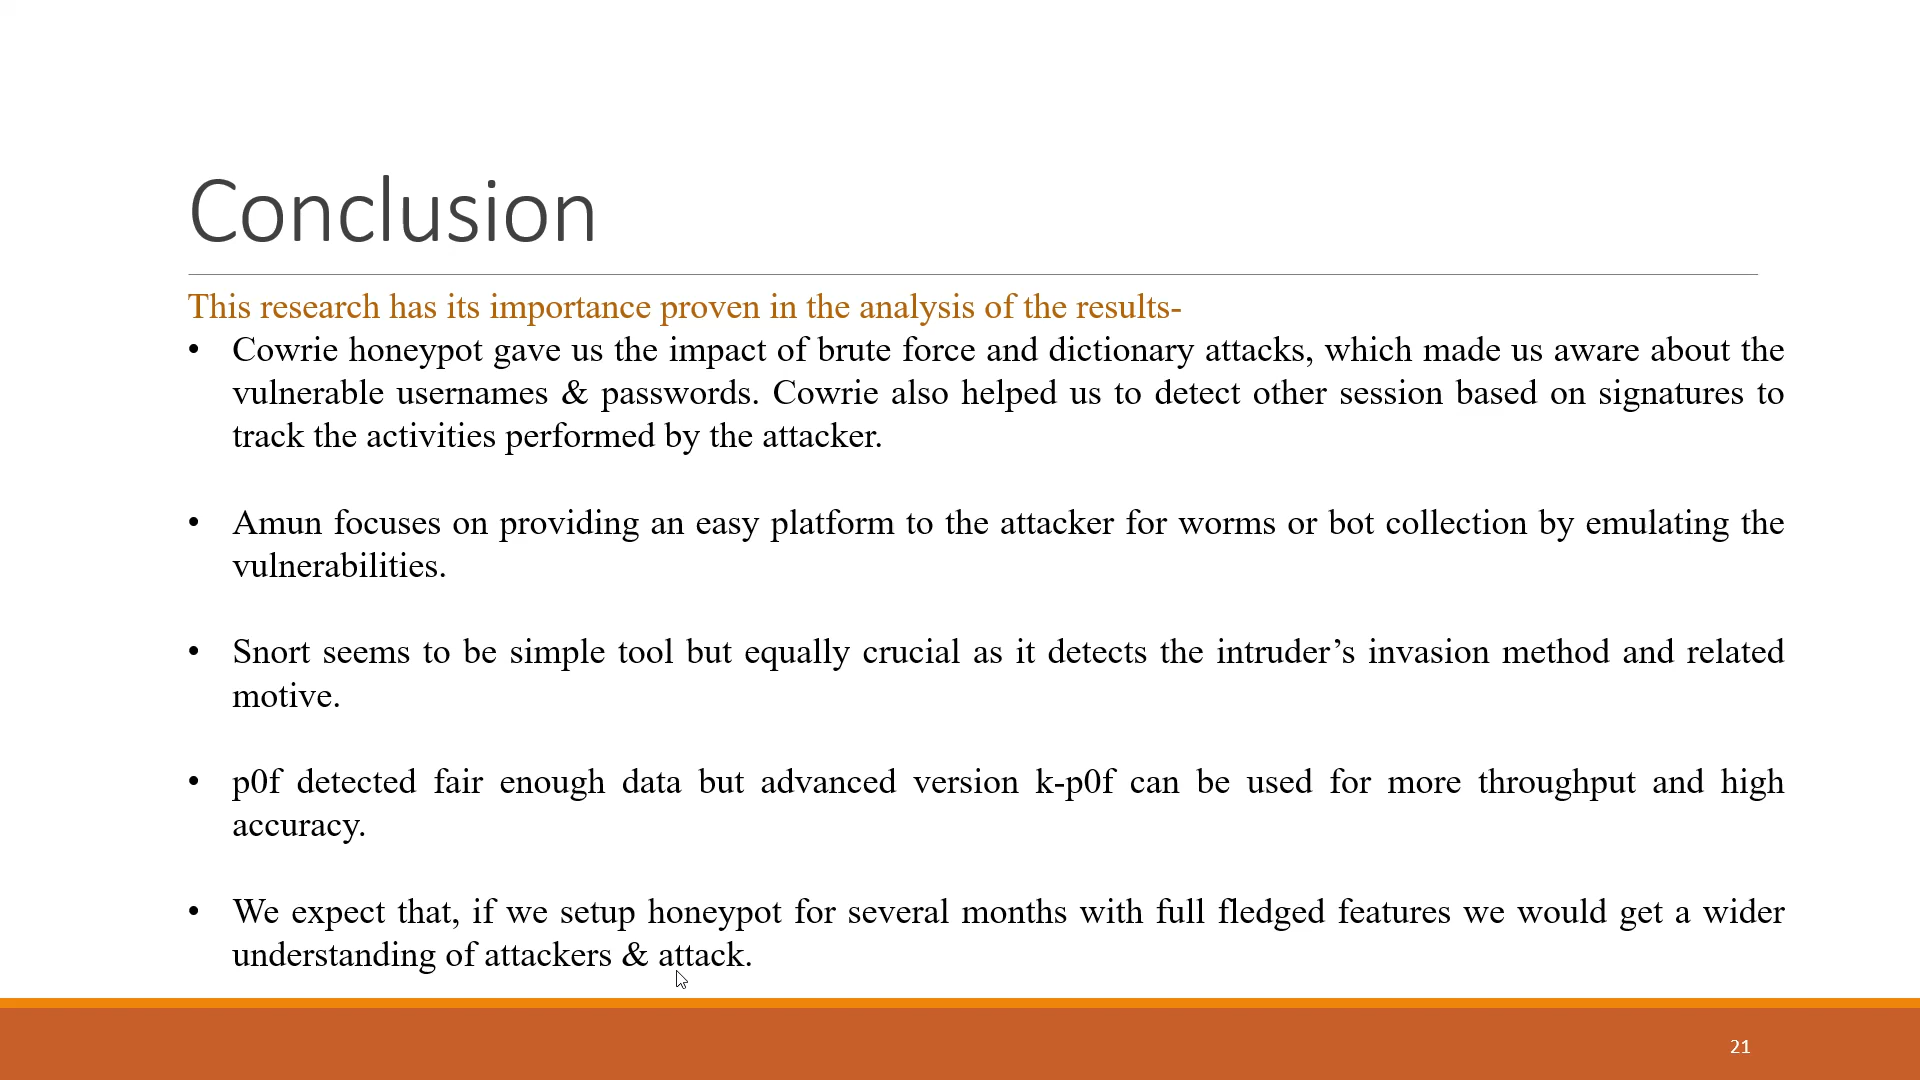 Conclusion
This research has its importance proven in the analysis of the results-
• Cowrie honeypot gave us the impact of brute force and dictionary attacks, which made us aware about the
vulnerable usernames & passwords. Cowrie also helped us to detect other session based on signatures to
track the activities performed by the attacker.
• Amun focuses on providing an easy platform to the attacker for worms or bot collection by emulating the
vulnerabilities.
• Snort seems to be simple tool but equally crucial as it detects the intruder’s invasion method and related
motive.
• p0f detected fair enough data but advanced version k-p0f can be used for more throughput and high
accuracy.
• We expect that, if we setup honeypot for several months with full fledged features we would get a wider
understanding of attackers & attack.
21